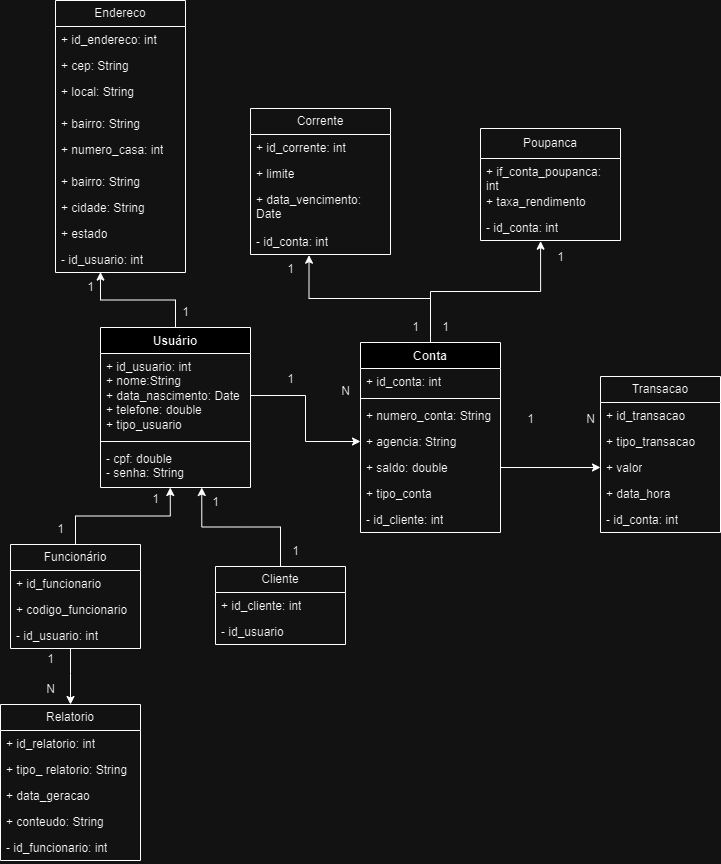 Endereco
+ id_endereco: int
+ cep: String
+ local: String
+ bairro: String
+ numero_casa: int
+ bairro: String
+ cidade: String
+ estado
- id_usuario: int
1
1
Corrente
+ id_corrente: int
+ limite
+ data_vencimento:
Date
- id_conta: int
1
Poupanca
+ if_conta_poupanca:
int
+ taxa_rendimento
- id_conta: int
1
1
1
Usuário
+ id_usuario: int
+ nome:String
+ data_nascimento: Date
+ telefone: double
+ tipo_usuario
- cpf: double
- senha: String
1
N
Conta
+ id_conta: int
+ numero_conta: String
+ agencia: String
+ saldo: double
+ tipo_conta
- id_cliente: int
1
N
Transacao
+ id_transacao
+ tipo_transacao
+ valor
+ data_hora
- id_conta: int
1
1
1
1
Funcionário
+ id_funcionario
+ codigo_funcionario
- id_usuario: int
Cliente
+ id_cliente: int
- id_usuario
1
N
Relatorio
+ id_relatorio: int
+ tipo_ relatorio: String
+ data_geracao
+ conteudo: String
- id_funcionario: int